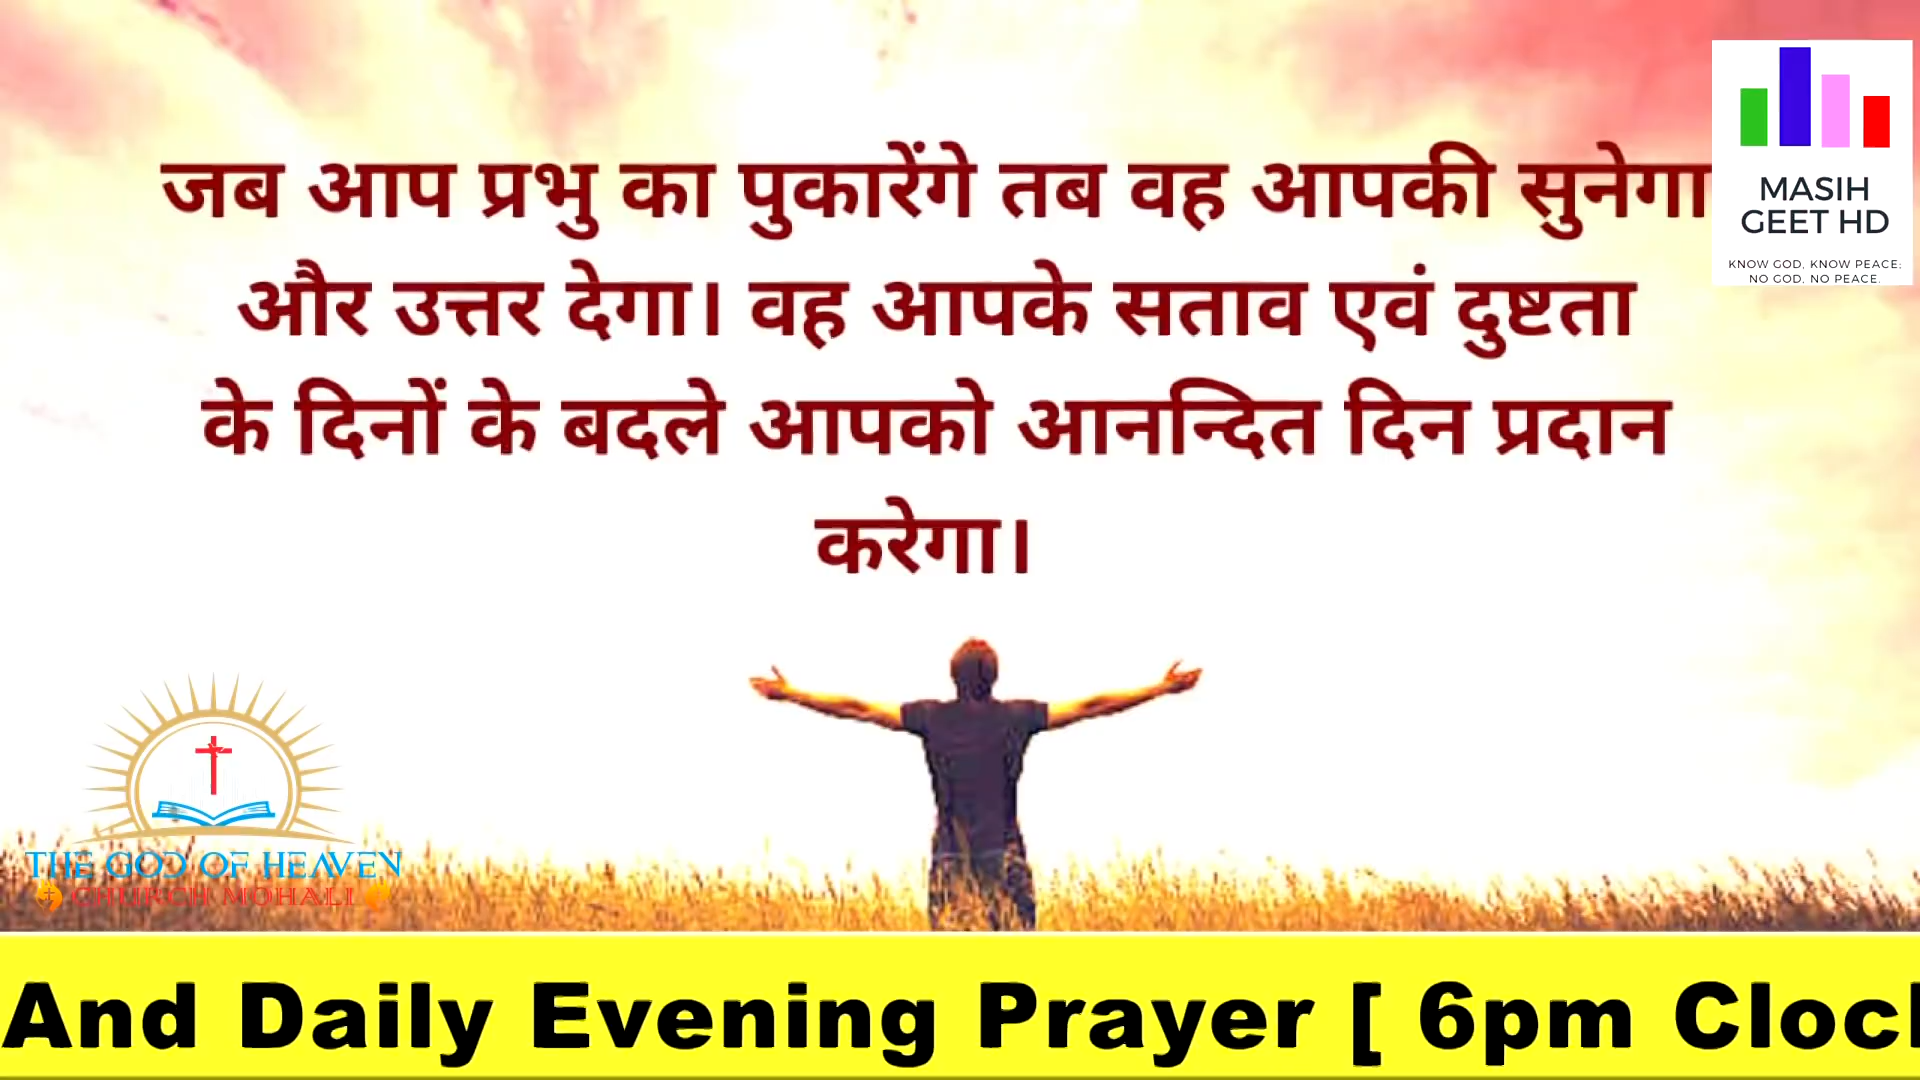 जब आप प्रभु का पुकारेंगे तब वह आपकी सुनेगा
और उत्तर देगा। वह आपके सताव एवं दुष्टता
के दिनों के बदले आपको आनन्दित दिन प्रदान
करेगा।
MASIH
GEET HD
KNOW GOD, KNOW PEACE;
NO GOD, NO PEACE.
THE GOD OF HEAVEN
CHURCH MOHALI
And Daily Evening Prayer [ 6pm Cloc